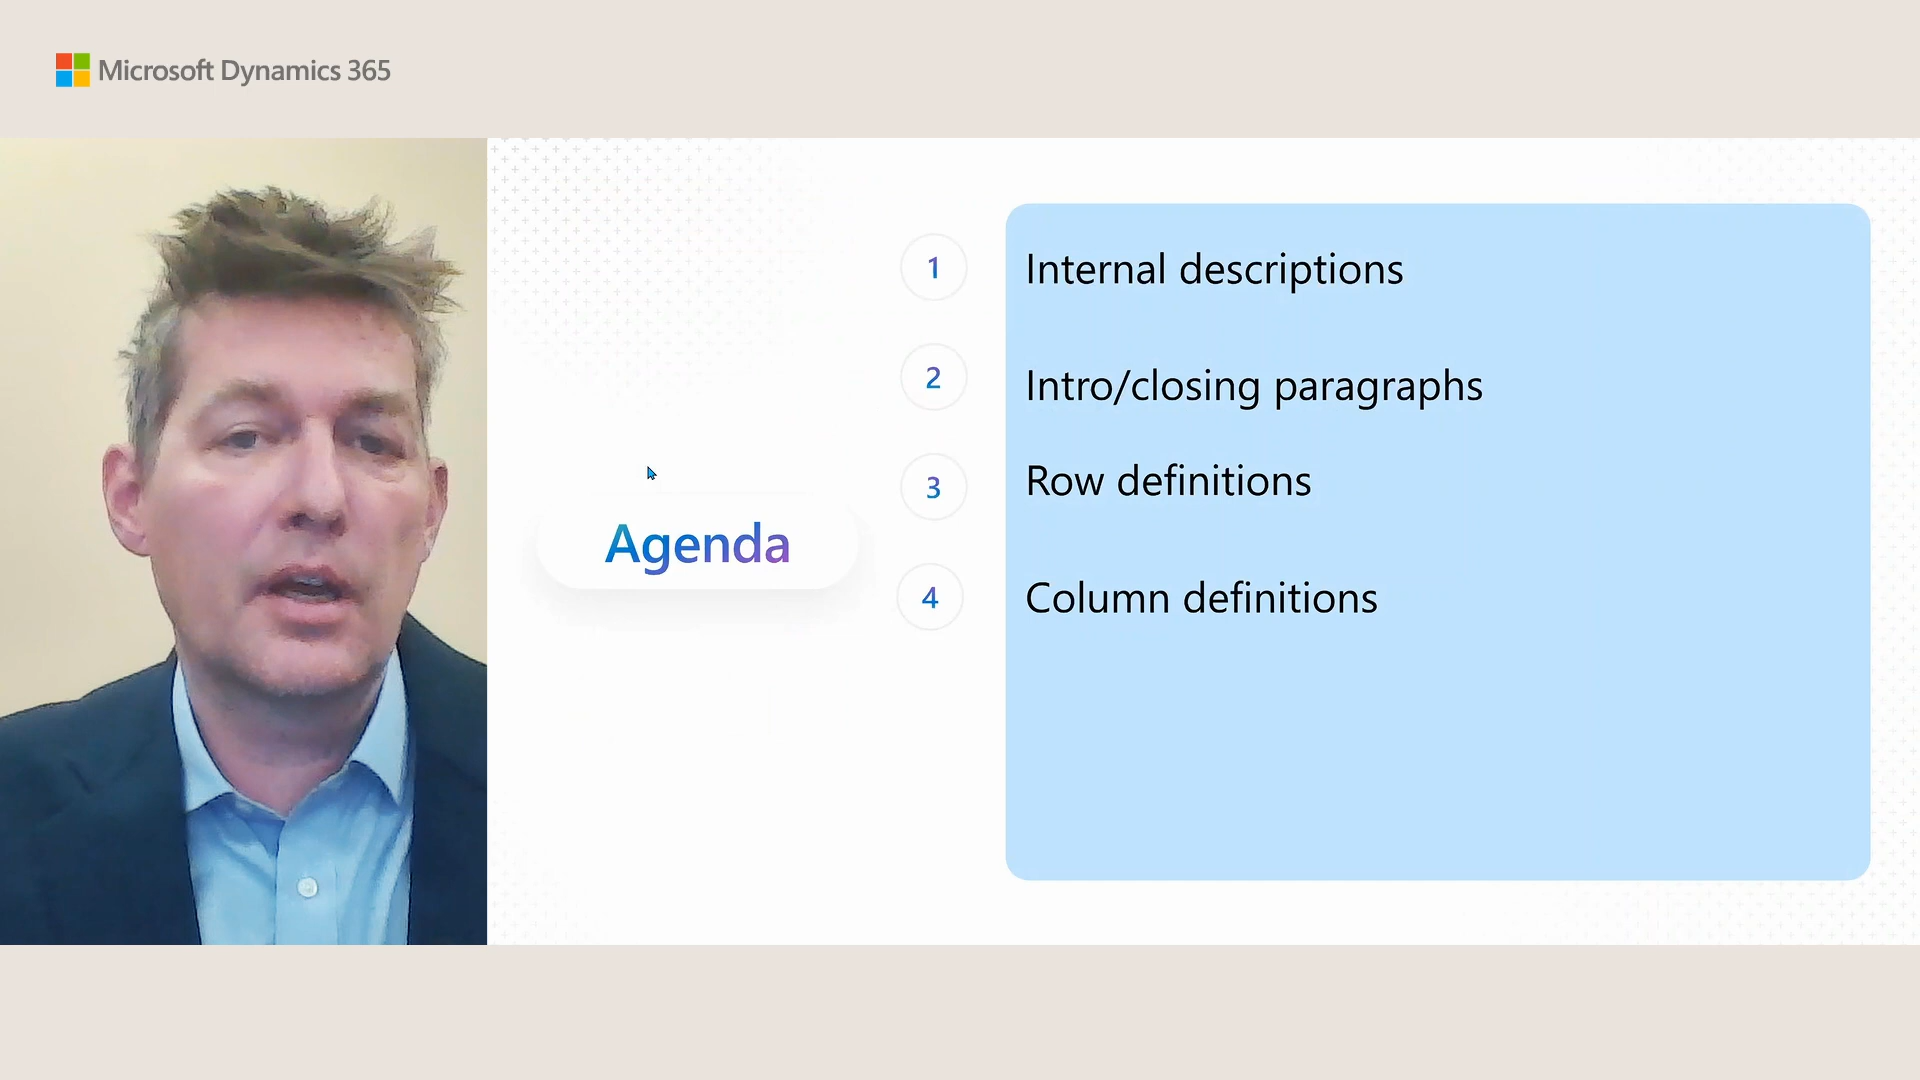 Microsoft Dynamics 365
Agenda
1 Internal descriptions
2 Intro/closing paragraphs
3 Row definitions
4 Column definitions